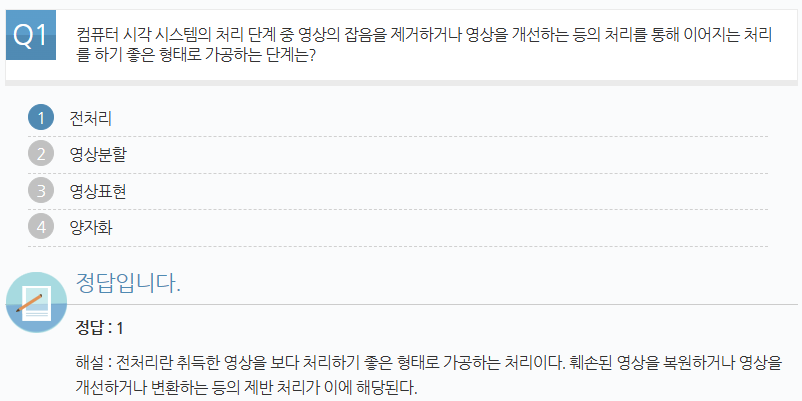 Q1
컴퓨터 시각 시스템의 처리 단계 중 영상의 잡음을 제거하거나 영상을 개선하는 등의 처리를 통해 이어지는 처리
를 하기 좋은 형태로 가공하는 단계는?
1 전처리
2 영상분할
3 영상표현
4 양자화
정답입니다.
정답 : 1
해설 : 전처리란 취득한 영상을 보다 처리하기 좋은 형태로 가공하는 처리이다. 훼손된 영상을 복원하거나 영상을
개선하거나 변환하는 등의 제반 처리가 이에 해당된다.